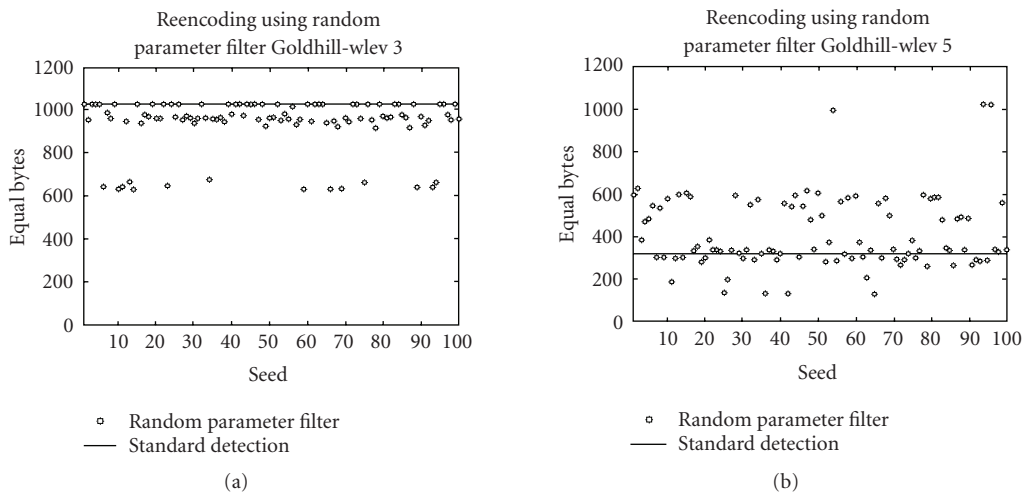 Reencoding using random
parameter filter Goldhill-wlev 3
1200
1000
800
600
400
200
0
Equal bytes
10 20 30 40 50 60 70 80 90 100
Seed
Random parameter filter
Standard detection
(a)
Reencoding using random
parameter filter Goldhill-wlev 5
1200
1000
800
600
400
200
0
Equal bytes
10 20 30 40 50 60 70 80 90 100
Seed
Random parameter filter
Standard detection
(b)